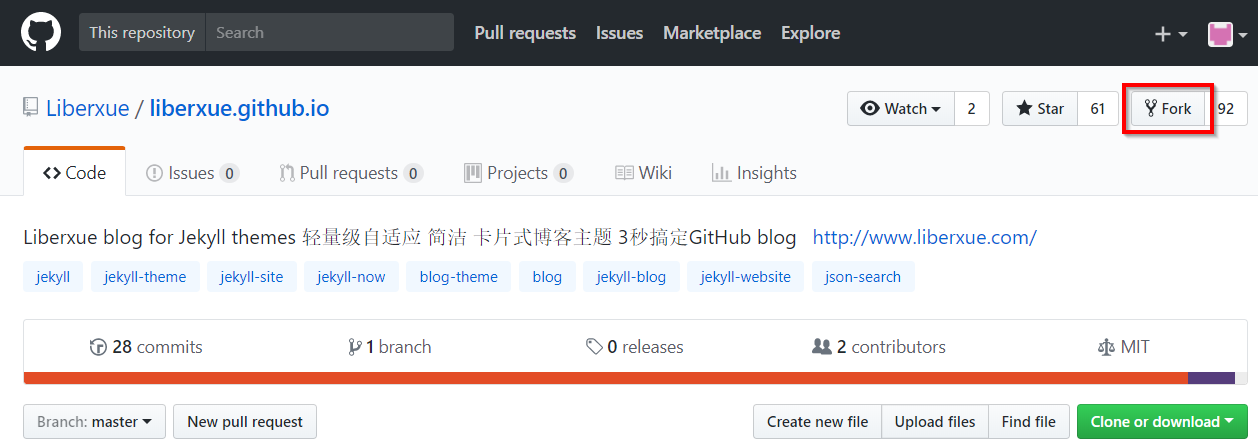 This repository Search Pull requests Issues Marketplace Explore
Liberxue / liberxue.github.io Watch 2 Star 61 Fork 92
Code Issues 0 Pull requests 0 Projects 0 Wiki Insights
Liberxue blog for Jekyll themes 轻量级自适应 简洁 卡片式博客主题 3秒搞定GitHub blog http://www.liberxue.com/
jekyll jekyll-theme jekyll-site jekyll-now blog-theme blog jekyll-blog jekyll-website json-search
28 commits 1 branch 0 releases 2 contributors MIT
Branch: master New pull request Create new file Upload files Find file Clone or download